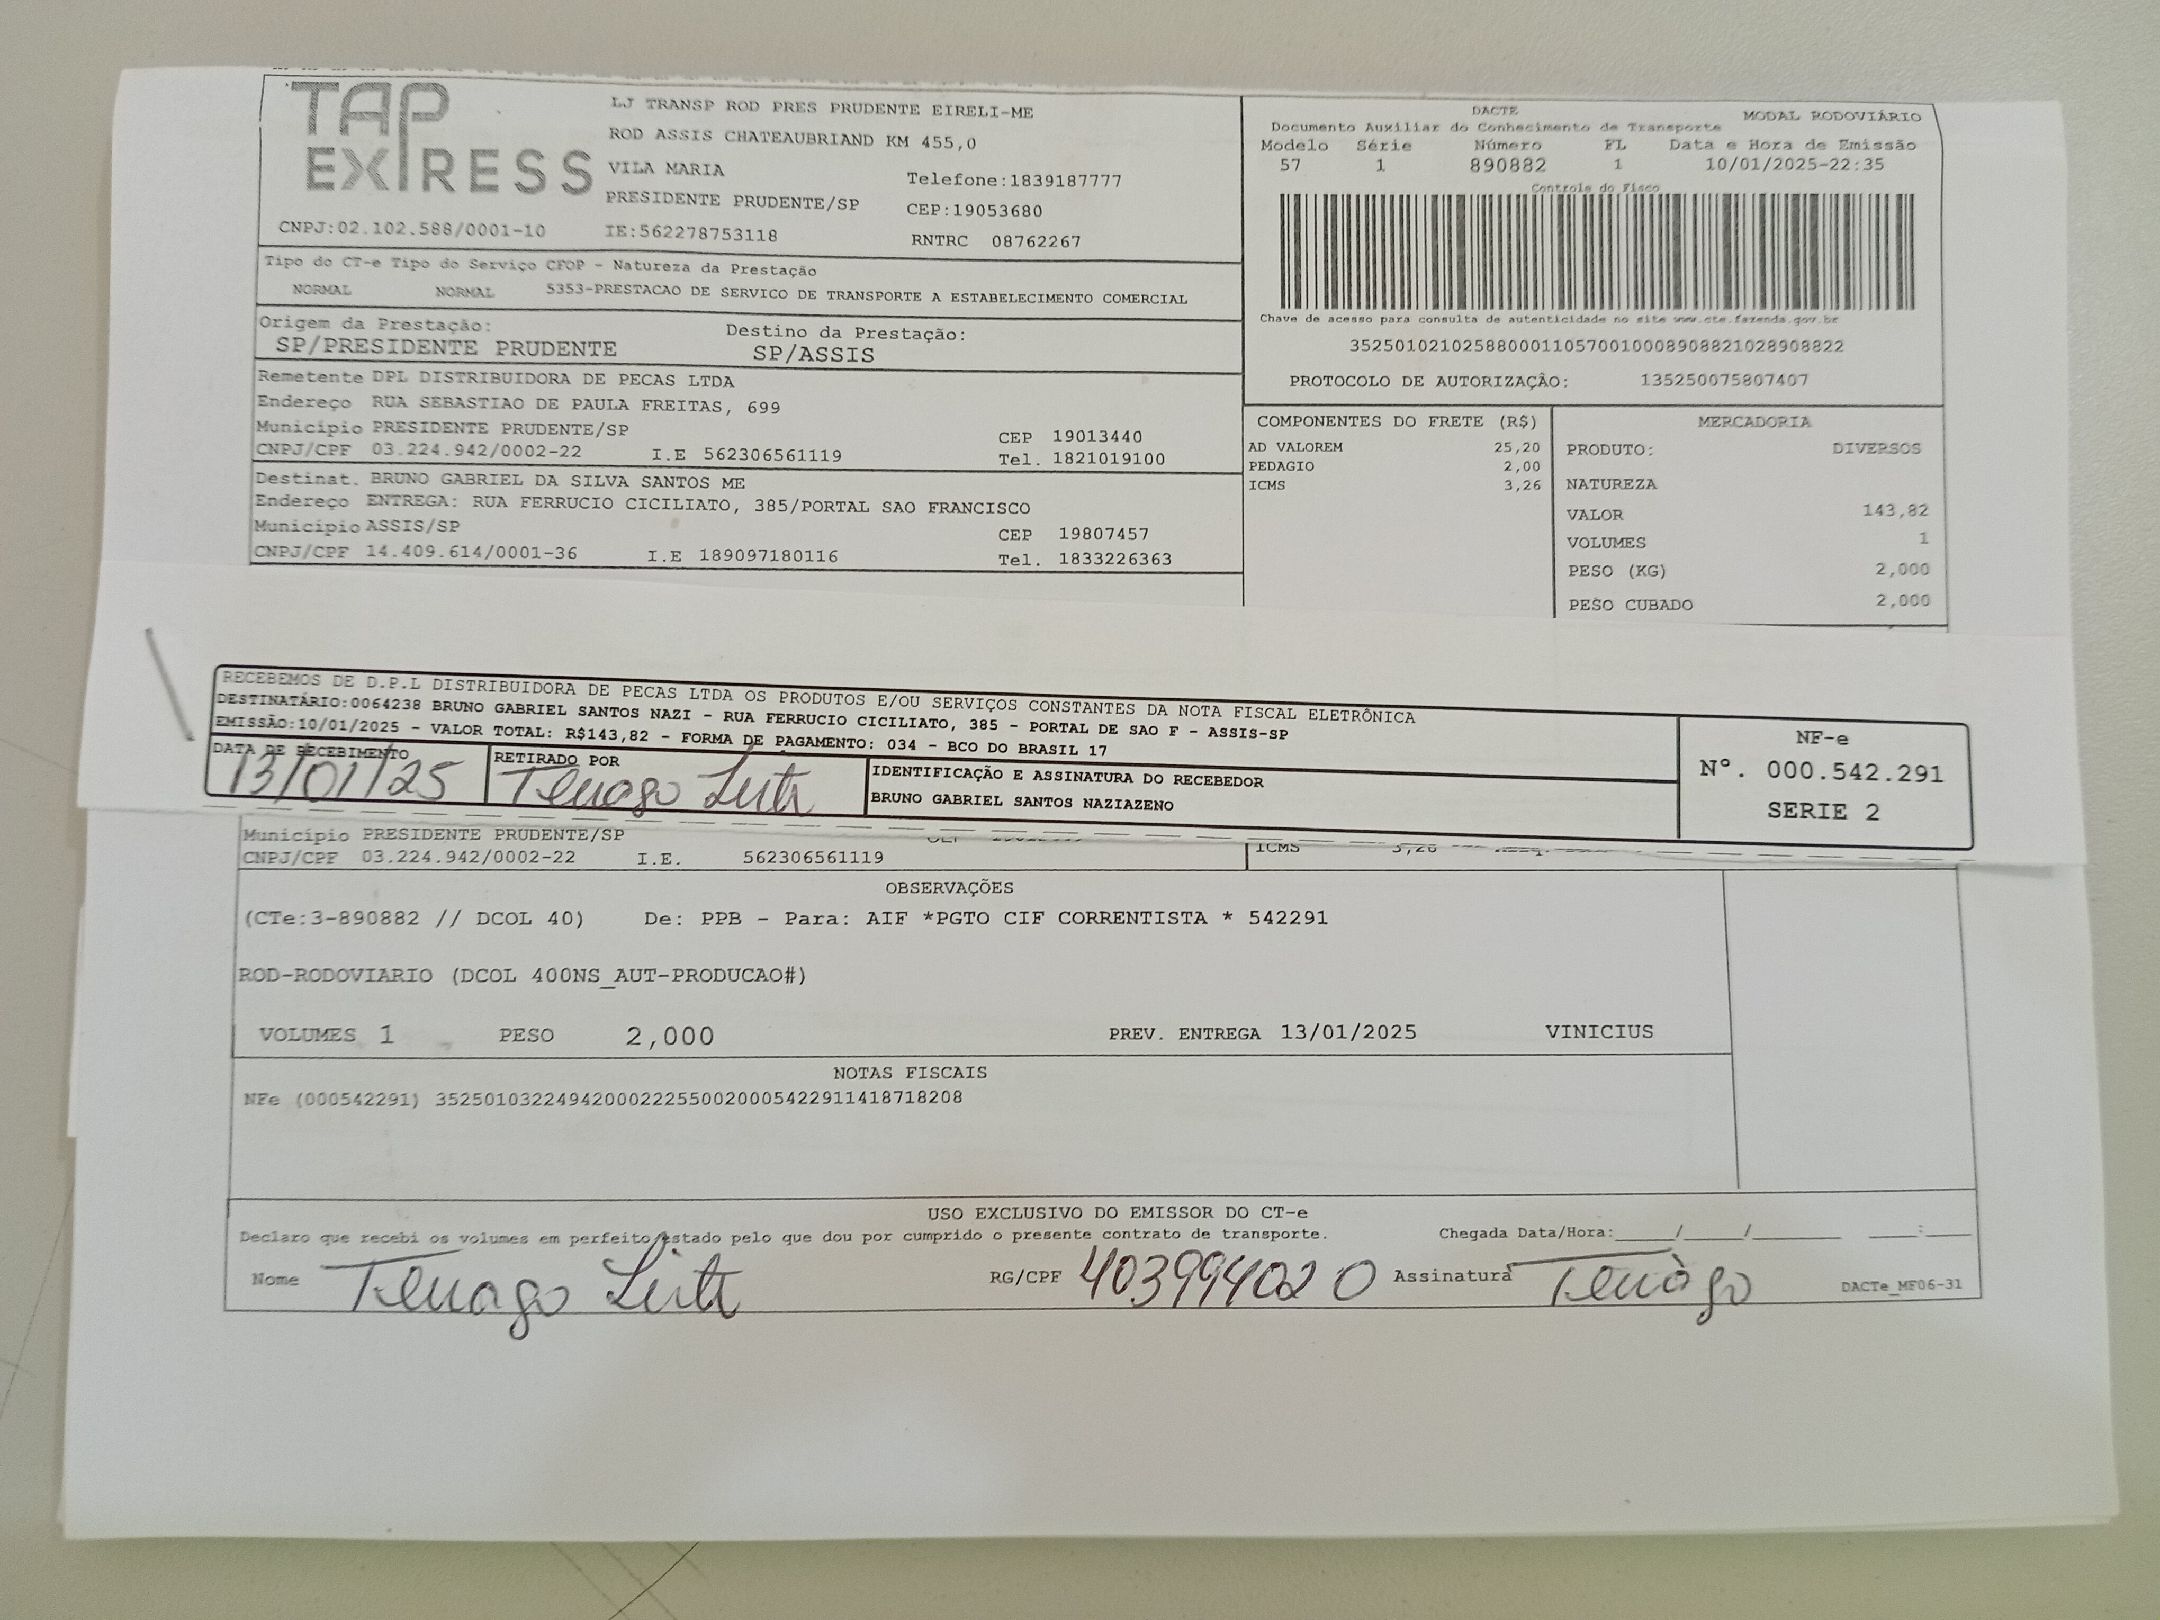 TAP EXPRESS
LJ TRANSP ROD PRES PRUDENTE EIRELI-ME
ROD ASSIS CHATEAUBRIAND KM 455,0
VILA MARIA Telefone:1839187777
PRESIDENTE PRUDENTE/SP CEP:19053680
CNPJ:02.102.588/0001-10 IE:562278753118 RNTRC 08762267
DACTE MODAL RODOVIÁRIO
Documento Auxiliar do Conhecimento de Transporte
Modelo Série Número FL Data e Hora de Emissão
57 1 890882 1 10/01/2025-22:35
Controle do Fisco
Chave de acesso para consulta de autenticidade no site www.cte.fazenda.gov.br
35250102102588000110570010008908821028908822
PROTOCOLO DE AUTORIZAÇÃO: 135250075807407
Tipo do CT-e Tipo do Serviço CFOP - Natureza da Prestação
NORMAL NORMAL 5353-PRESTACAO DE SERVICO DE TRANSPORTE A ESTABELECIMENTO COMERCIAL
Origem da Prestação: Destino da Prestação:
SP/PRESIDENTE PRUDENTE SP/ASSIS
Remetente DPL DISTRIBUIDORA DE PECAS LTDA
Endereço RUA SEBASTIAO DE PAULA FREITAS, 699
Município PRESIDENTE PRUDENTE/SP CEP 19013440
CNPJ/CPF 03.224.942/0002-22 I.E 562306561119 Tel. 1821019100
Destinat. BRUNO GABRIEL DA SILVA SANTOS ME
Endereço ENTREGA: RUA FERRUCIO CICILIATO, 385/PORTAL SAO FRANCISCO
Município ASSIS/SP CEP 19807457
CNPJ/CPF 14.409.614/0001-36 I.E 189097180116 Tel. 1833226363
COMPONENTES DO FRETE (R$)
AD VALOREM 25,20
PEDAGIO 2,00
ICMS 3,26
MERCADORIA
PRODUTO: DIVERSOS
NATUREZA
VALOR 143,82
VOLUMES 1
PESO (KG) 2,000
PESO CUBADO 2,000
RECEBEMOS DE D.P.L DISTRIBUIDORA DE PECAS LTDA OS PRODUTOS E/OU SERVIÇOS CONSTANTES DA NOTA FISCAL ELETRÔNICA
DESTINATÁRIO:0064238 BRUNO GABRIEL SANTOS NAZI - RUA FERRUCIO CICILIATO, 385 - PORTAL DE SAO F - ASSIS-SP
EMISSÃO:10/01/2025 - VALOR TOTAL: R$143,82 - FORMA DE PAGAMENTO: 034 - BCO DO BRASIL 17
DATA DE RECEBIMENTO RETIRADO POR IDENTIFICAÇÃO E ASSINATURA DO RECEBEDOR
13/01/25 BRUNO GABRIEL SANTOS NAZIAZENO
NF-e
Nº. 000.542.291
SERIE 2
Município PRESIDENTE PRUDENTE/SP
CNPJ/CPF 03.224.942/0002-22 I.E. 562306561119 ICMS 3,26
OBSERVAÇÕES
(CTe:3-890882 // DCOL 40) De: PPB - Para: AIF *PGTO CIF CORRENTISTA * 542291
ROD-RODOVIARIO (DCOL 400NS_AUT-PRODUCAO#)
VOLUMES 1 PESO 2,000 PREV. ENTREGA 13/01/2025 VINICIUS
NOTAS FISCAIS
NFe (000542291) 35250103224942000222550020005422911418718208
USO EXCLUSIVO DO EMISSOR DO CT-e
Declaro que recebi os volumes em perfeito estado pelo que dou por cumprido o presente contrato de transporte. Chegada Data/Hora:_____/_____/_______ ___:___
Nome RG/CPF 403994020 Assinatura DACTe_MF06-31